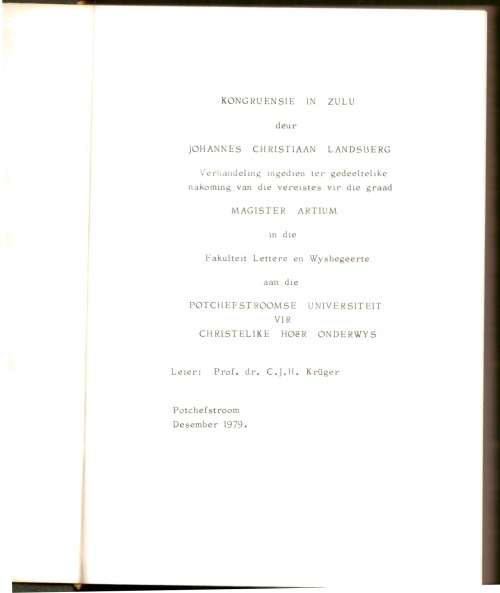 KONGRUENSIE IN ZULU
deur
JOHANNES CHRISTIAAN LANDSBERG
Verhandeling ingedien ter gedeeltelike
nakoming van die vereistes vir die graad
MAGISTER ARTIUM
in die
Fakulteit Lettere en Wysbegeerte
aan die
POTCHEFSTROOMSE UNIVERSITEIT
VIR
CHRISTELIKE HOËR ONDERWYS
Leier: Prof. dr. C.J.H. Krüger
Potchefstroom
Desember 1979.